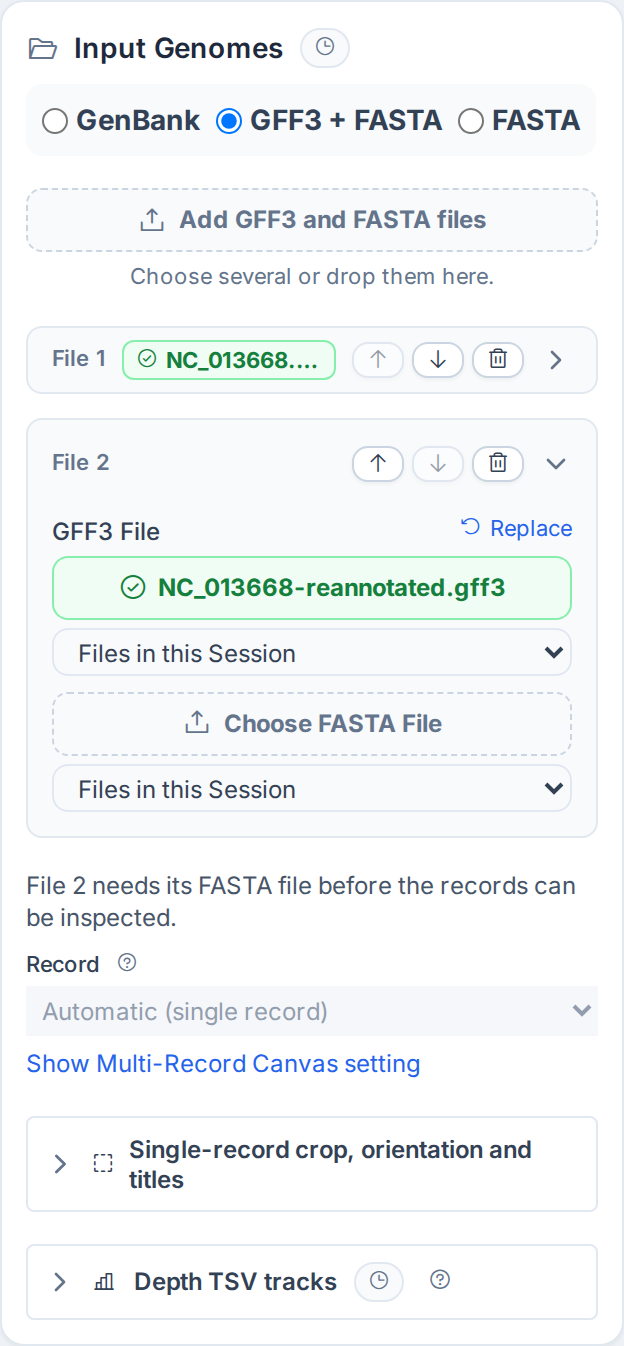 Input Genomes
GenBank GFF3 + FASTA FASTA
Add GFF3 and FASTA files
Choose several or drop them here.
File 1 NC_013668....
File 2
GFF3 File Replace
NC_013668-reannotated.gff3
Files in this Session
Choose FASTA File
Files in this Session
File 2 needs its FASTA file before the records can
be inspected.
Record
Automatic (single record)
Show Multi-Record Canvas setting
Single-record crop, orientation and
titles
Depth TSV tracks